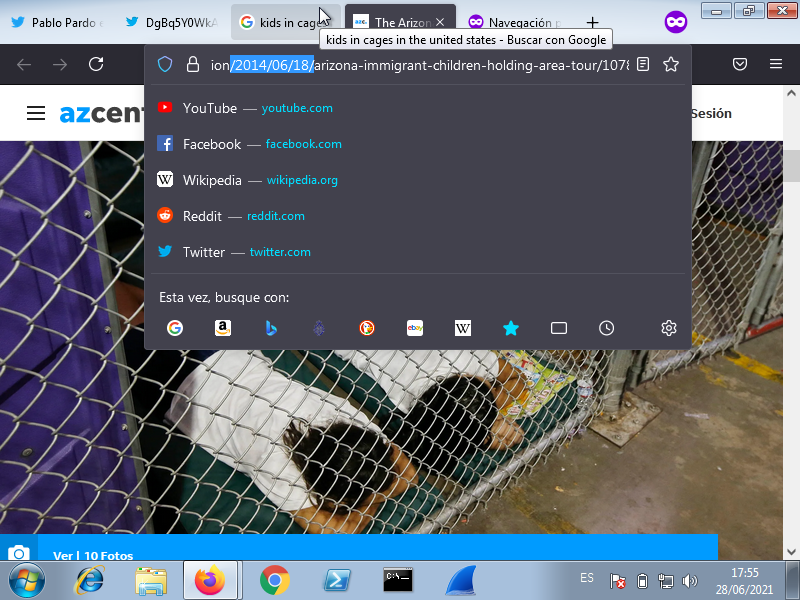 Pablo Pardo e
DgBq5Y0WkA
kids in cages
The Arizon
Navegación p
kids in cages in the united states - Buscar con Google
ion/2014/06/18/arizona-immigrant-children-holding-area-tour/1078
azcent
Sesión
YouTube — youtube.com
Facebook — facebook.com
Wikipedia — wikipedia.org
Reddit — reddit.com
Twitter — twitter.com
Esta vez, busque con:
Ver | 10 Fotos
ES
17:55
28/06/2021